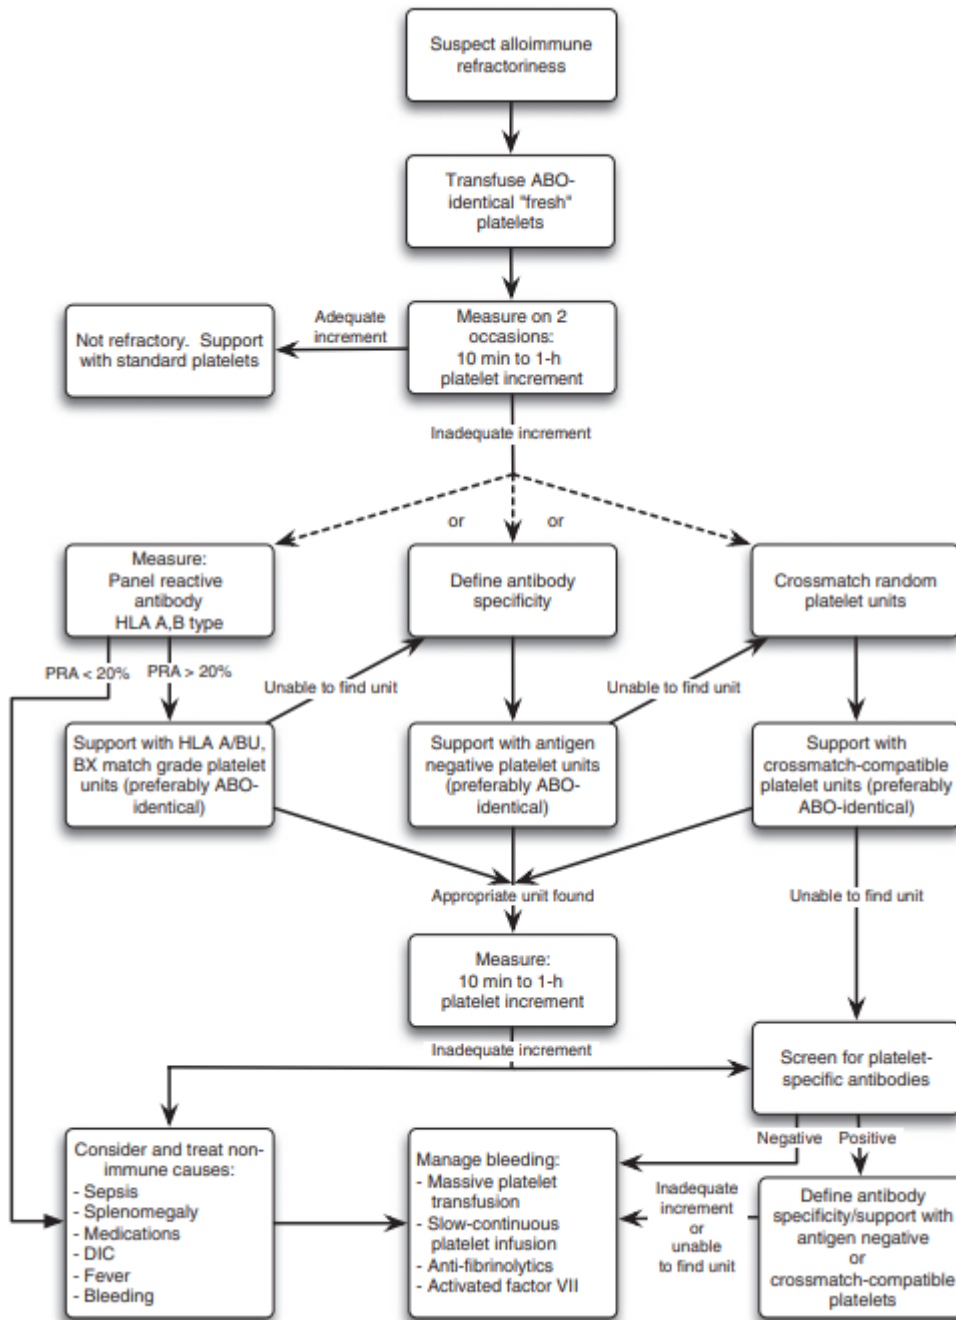 Suspect alloimmune
refractoriness
Transfuse ABO-
identical "fresh"
platelets
Measure on 2
occasions:
10 min to 1-h
platelet increment
Adequate
increment
Not refractory. Support
with standard platelets
Inadequate increment
or
or
Measure:
Panel reactive
antibody
HLA A,B type
Define antibody
specificity
Crossmatch random
platelet units
PRA < 20%
PRA > 20%
Unable to find unit
Unable to find unit
Support with HLA A/BU,
BX match grade platelet
units (preferably ABO-
identical)
Support with antigen
negative platelet units
(preferably ABO-
identical)
Support with
crossmatch-compatible
platelet units (preferably
ABO-identical)
Appropriate unit found
Unable to find unit
Measure:
10 min to 1-h
platelet increment
Inadequate increment
Screen for platelet-
specific antibodies
Negative
Positive
Consider and treat non-
immune causes:
- Sepsis
- Splenomegaly
- Medications
- DIC
- Fever
- Bleeding
Manage bleeding:
- Massive platelet
transfusion
- Slow-continuous
platelet infusion
- Anti-fibrinolytics
- Activated factor VII
Inadequate
increment
or
unable
to find unit
Define antibody
specificity/support with
antigen negative
or
crossmatch-compatible
platelets